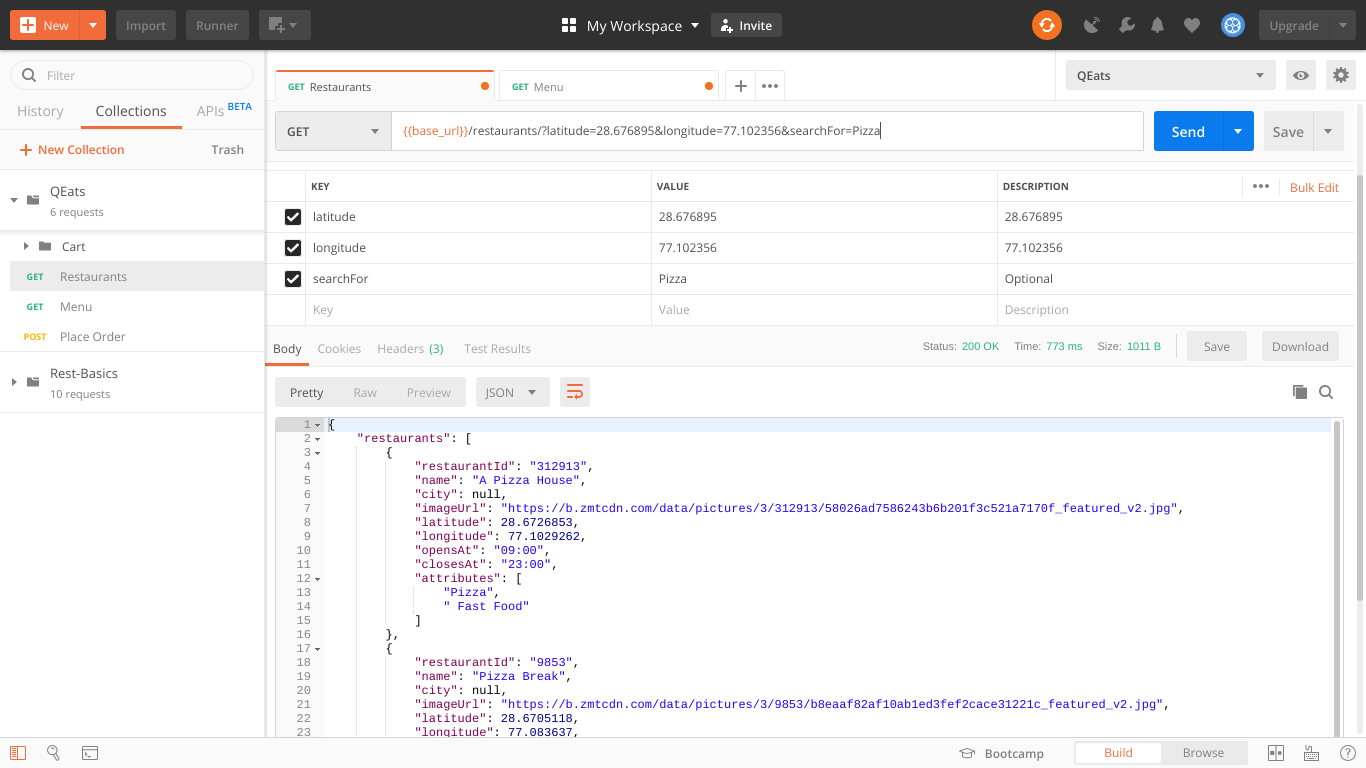 New
Import
Runner
My Workspace
Invite
Upgrade
Filter
History
Collections
APIs BETA
New Collection
Trash
QEats
6 requests
Cart
GET Restaurants
GET Menu
POST Place Order
Rest-Basics
10 requests
GET Restaurants
GET Menu
QEats
GET
{{base_url}}/restaurants/?latitude=28.676895&longitude=77.102356&searchFor=Pizza
Send
Save
KEY VALUE DESCRIPTION Bulk Edit
latitude 28.676895 28.676895
longitude 77.102356 77.102356
searchFor Pizza Optional
Key Value Description
Body Cookies Headers (3) Test Results
Status: 200 OK Time: 773 ms Size: 1011 B Save Download
Pretty Raw Preview JSON
1 {
2 "restaurants": [
3 {
4 "restaurantId": "312913",
5 "name": "A Pizza House",
6 "city": null,
7 "imageUrl": "https://b.zmtcdn.com/data/pictures/3/312913/58026ad7586243b6b201f3c521a7170f_featured_v2.jpg",
8 "latitude": 28.6726853,
9 "longitude": 77.1029262,
10 "opensAt": "09:00",
11 "closesAt": "23:00",
12 "attributes": [
13 "Pizza",
14 " Fast Food"
15 ]
16 },
17 {
18 "restaurantId": "9853",
19 "name": "Pizza Break",
20 "city": null,
21 "imageUrl": "https://b.zmtcdn.com/data/pictures/3/9853/b8eaaf82af10ab1ed3fef2cace31221c_featured_v2.jpg",
22 "latitude": 28.6705118,
23 "longitude": 77.083637,
Bootcamp
Build
Browse